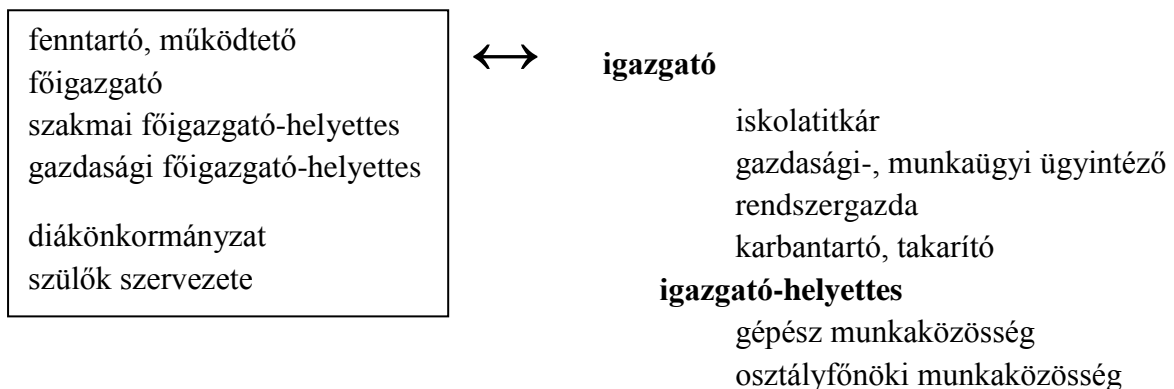 fenntartó, működtető
főigazgató
szakmai főigazgató-helyettes
gazdasági főigazgató-helyettes
diákönkormányzat
szülők szervezete
↔
igazgató
iskolatitkár
gazdasági-, munkaügyi ügyintéző
rendszergazda
karbantartó, takarító
igazgató-helyettes
gépész munkaközösség
osztályfőnöki munkaközösség